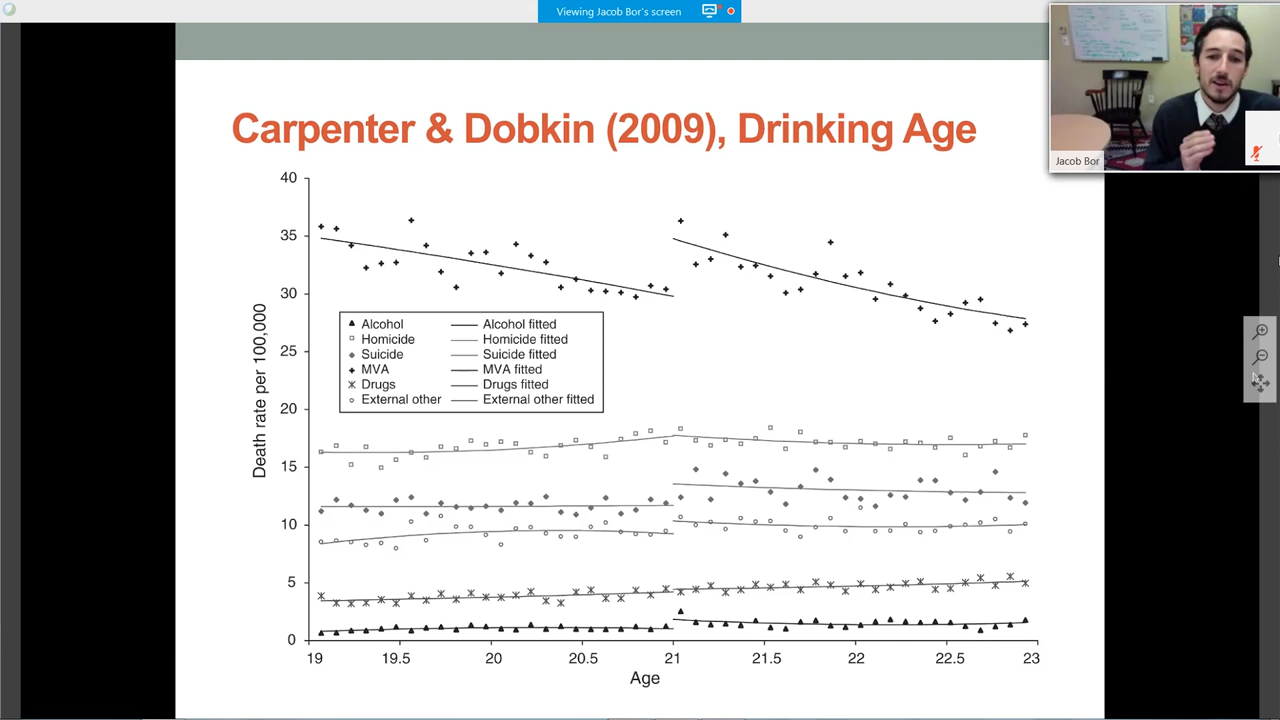 Viewing Jacob Bor's screen
Jacob Bor
Carpenter & Dobkin (2009), Drinking Age
Death rate per 100,000
40
35
30
25
20
15
10
5
0
Alcohol Alcohol fitted
Homicide Homicide fitted
Suicide Suicide fitted
MVA MVA fitted
Drugs Drugs fitted
External other External other fitted
19 19.5 20 20.5 21 21.5 22 22.5 23
Age